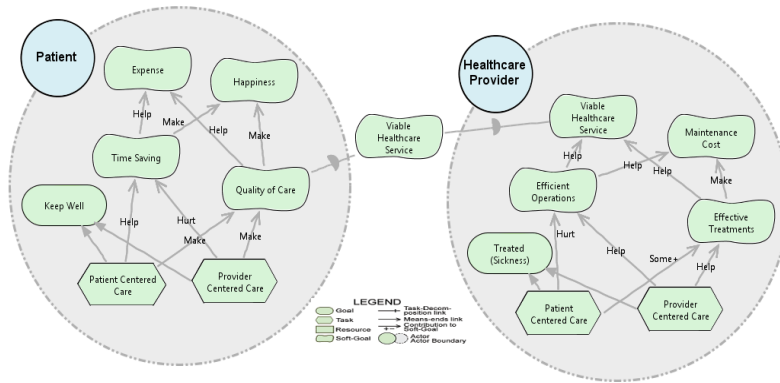 Patient
Expense
Happiness
Help
Make
Help
Make
Time Saving
Quality of Care
Keep Well
Help
Hurt
Make
Make
Patient Centered
Care
Provider
Centered Care
Viable
Healthcare
Service
Healthcare
Provider
Viable
Healthcare
Service
Maintenance
Cost
Help
Help
Help
Make
Efficient
Operations
Effective
Treatments
Treated
(Sickness)
Hurt
Help
Some+
Help
Patient
Centered Care
Provider
Centered Care
LEGEND
Goal
Task
Resource
Soft-Goal
Task-Decom-
position link
Means-ends link
Contribution to
Soft-Goal
Actor
Actor Boundary